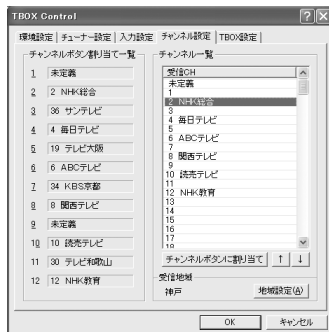 TBOX Control
環境設定 チューナー設定 入力設定 チャンネル設定 TBOX設定
チャンネルボタン割り当て一覧
1 未定義
2 2 NHK総合
3 36 サンテレビ
4 4 毎日テレビ
5 19 テレビ大阪
6 6 ABCテレビ
7 34 KBS京都
8 8 関西テレビ
9 未定義
10 10 読売テレビ
11 30 テレビ和歌山
12 12 NHK教育
チャンネル一覧
受信CH
未定義
1
2 NHK総合
3
4 毎日テレビ
5
6 ABCテレビ
7
8 関西テレビ
9
10 読売テレビ
11
12 NHK教育
13
14
15
16
17
18
チャンネルボタンに割り当て ↑ ↓
受信地域
神戸 地域設定(A)
OK キャンセル